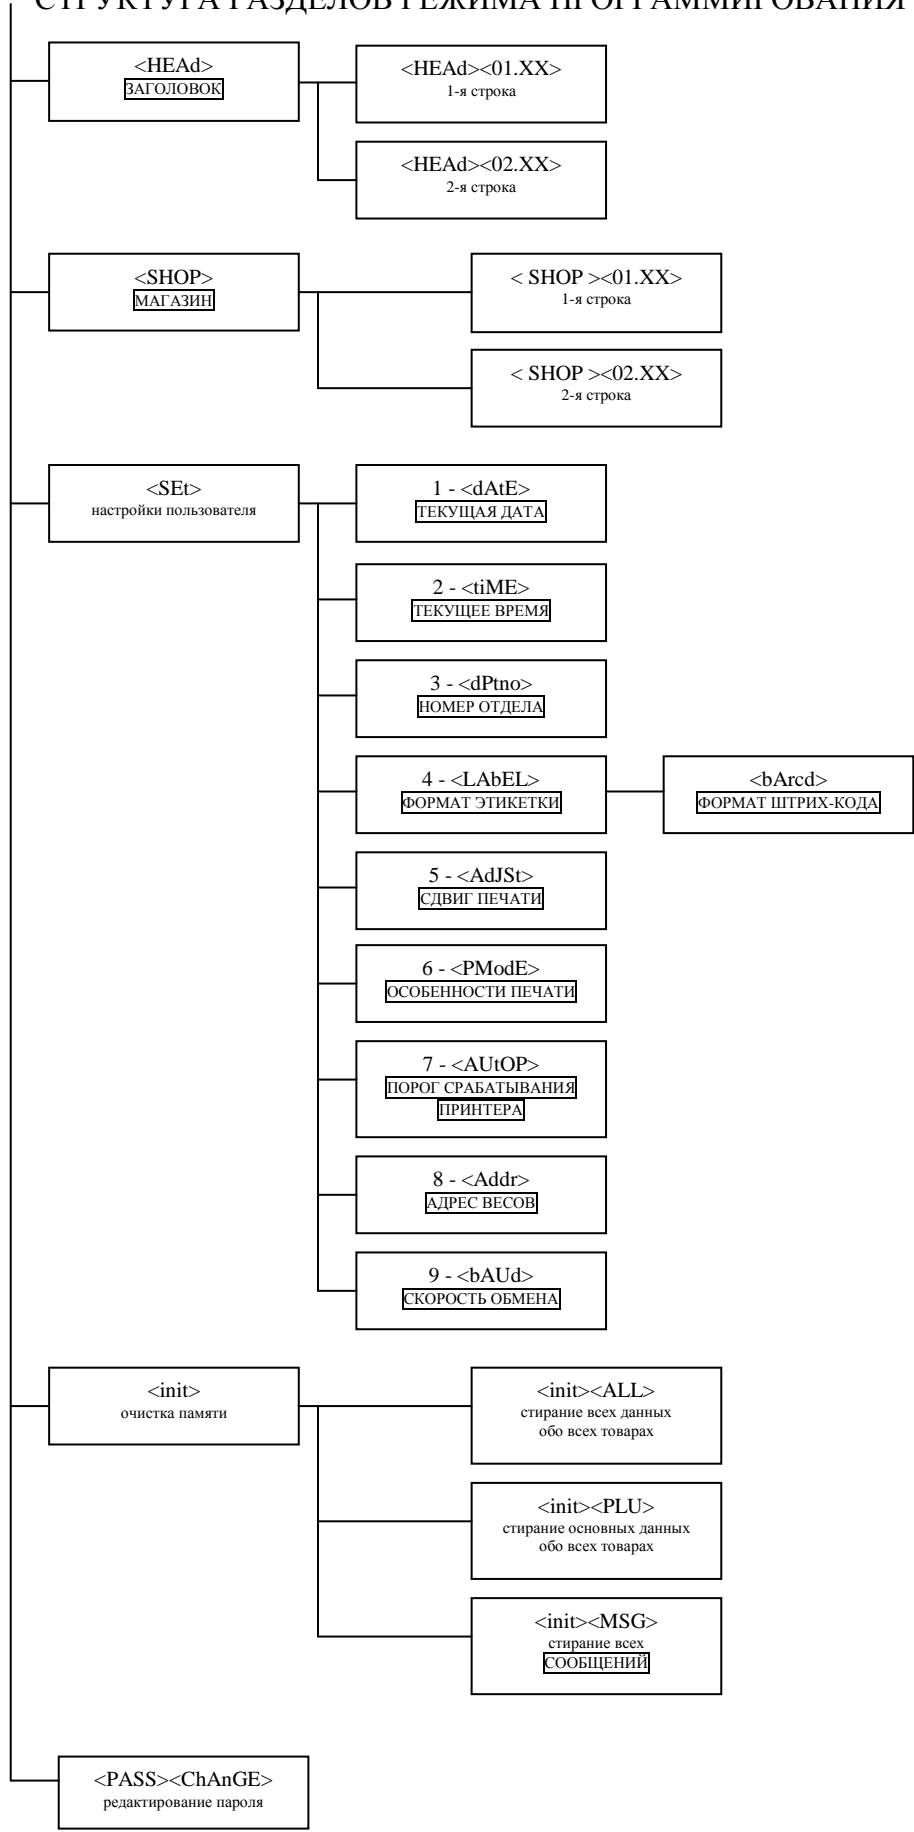 СТРУКТУРА РАЗДЕЛОВ РЕЖИМА ПРОГРАММИРОВАНИЯ
<HEAd>
ЗАГОЛОВОК
<HEAd><01.XX>
1-я строка
<HEAd><02.XX>
2-я строка
<SHOP>
МАГАЗИН
< SHOP ><01.XX>
1-я строка
< SHOP ><02.XX>
2-я строка
<SEt>
настройки пользователя
1 - <dAtE>
ТЕКУЩАЯ ДАТА
2 - <tiME>
ТЕКУЩЕЕ ВРЕМЯ
3 - <dPtno>
НОМЕР ОТДЕЛА
4 - <LAbEL>
ФОРМАТ ЭТИКЕТКИ
<bArcd>
ФОРМАТ ШТРИХ-КОДА
5 - <AdJSt>
СДВИГ ПЕЧАТИ
6 - <PModE>
ОСОБЕННОСТИ ПЕЧАТИ
7 - <AUtOP>
ПОРОГ СРАБАТЫВАНИЯ
ПРИНТЕРА
8 - <Addr>
АДРЕС ВЕСОВ
9 - <bAUd>
СКОРОСТЬ ОБМЕНА
<init>
очистка памяти
<init><ALL>
стирание всех данных
обо всех товарах
<init><PLU>
стирание основных данных
обо всех товарах
<init><MSG>
стирание всех
СООБЩЕНИЙ
<PASS><ChAnGE>
редактирование пароля